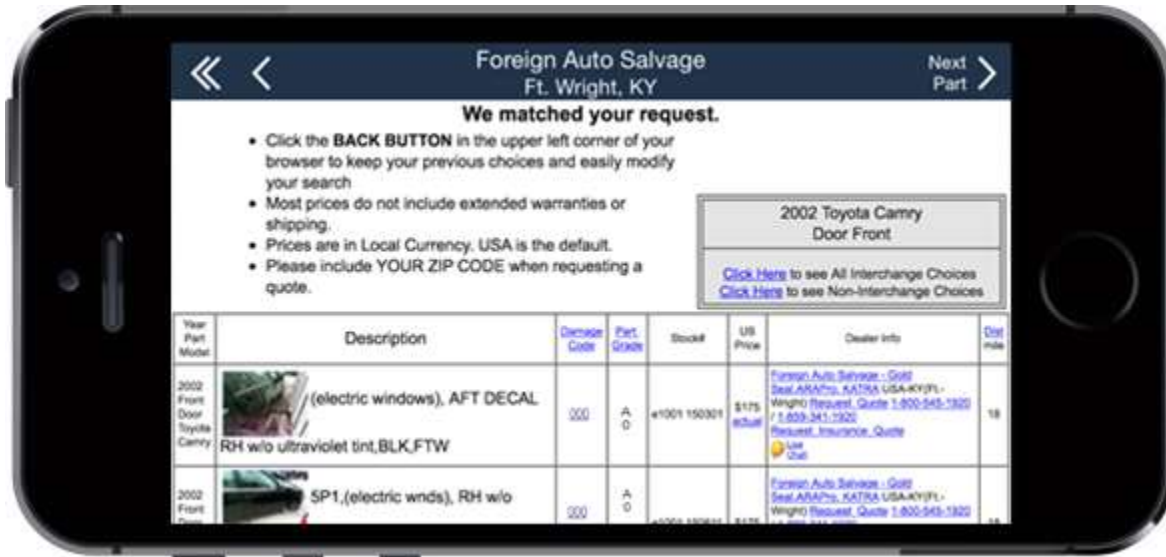 Foreign Auto Salvage
Ft. Wright, KY
Next
Part
We matched your request.
• Click the BACK BUTTON in the upper left corner of your
browser to keep your previous choices and easily modify
your search
• Most prices do not include extended warranties or
shipping.
• Prices are in Local Currency. USA is the default.
• Please include YOUR ZIP CODE when requesting a
quote.
2002 Toyota Camry
Door Front
Click Here to see All Interchange Choices
Click Here to see Non-Interchange Choices
Year
Part
Model
Description
Damage
Code
Part
Grade
Stock#
US
Price
Dealer Info
Dist
mile
2002
Front
Door
Toyota
Camry
(electric windows), AFT DECAL
RH w/o ultraviolet tint,BLK,FTW
000
A
0
e1001 150301
$175
actual
Foreign Auto Salvage - Gold
Seal,ARAPro, KATRA USA-KY(Ft.-
Wright) Request_Quote 1-800-545-1920
/ 1-859-341-1920
Request_Insurance_Quote
Live
Chat
18
2002
Front
Door
5P1,(electric wnds), RH w/o
000
A
0
$175
Foreign Auto Salvage - Gold
Seal,ARAPro, KATRA USA-KY(Ft.-
Wright) Request_Quote 1-800-545-1920
18